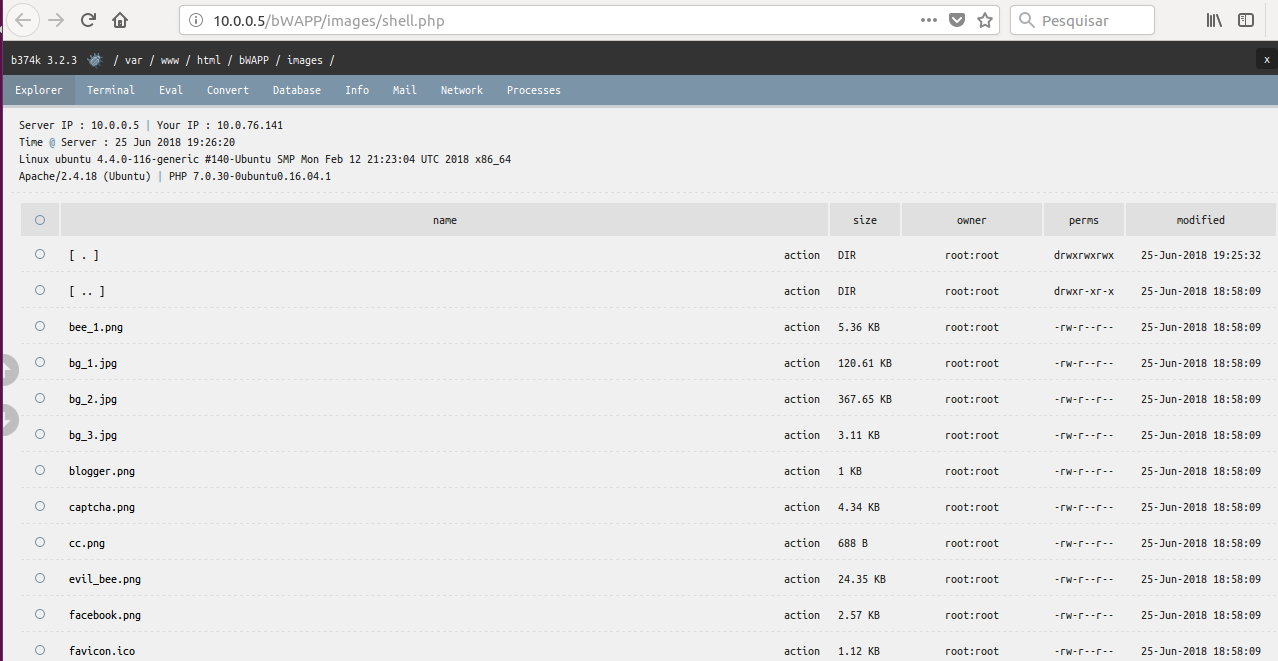 10.0.0.5/bWAPP/images/shell.php Pesquisar
b374k 3.2.3 / var / www / html / bWAPP / images / x
Explorer Terminal Eval Convert Database Info Mail Network Processes
Server IP : 10.0.0.5 | Your IP : 10.0.76.141
Time @ Server : 25 Jun 2018 19:26:20
Linux ubuntu 4.4.0-116-generic #140-Ubuntu SMP Mon Feb 12 21:23:04 UTC 2018 x86_64
Apache/2.4.18 (Ubuntu) | PHP 7.0.30-0ubuntu0.16.04.1
name size owner perms modified
[ . ] action DIR root:root drwxrwxrwx 25-Jun-2018 19:25:32
[ .. ] action DIR root:root drwxr-xr-x 25-Jun-2018 18:58:09
bee_1.png action 5.36 KB root:root -rw-r--r-- 25-Jun-2018 18:58:09
bg_1.jpg action 120.61 KB root:root -rw-r--r-- 25-Jun-2018 18:58:09
bg_2.jpg action 367.65 KB root:root -rw-r--r-- 25-Jun-2018 18:58:09
bg_3.jpg action 3.11 KB root:root -rw-r--r-- 25-Jun-2018 18:58:09
blogger.png action 1 KB root:root -rw-r--r-- 25-Jun-2018 18:58:09
captcha.png action 4.34 KB root:root -rw-r--r-- 25-Jun-2018 18:58:09
cc.png action 688 B root:root -rw-r--r-- 25-Jun-2018 18:58:09
evil_bee.png action 24.35 KB root:root -rw-r--r-- 25-Jun-2018 18:58:09
facebook.png action 2.57 KB root:root -rw-r--r-- 25-Jun-2018 18:58:09
favicon.ico action 1.12 KB root:root -rw-r--r-- 25-Jun-2018 18:58:09